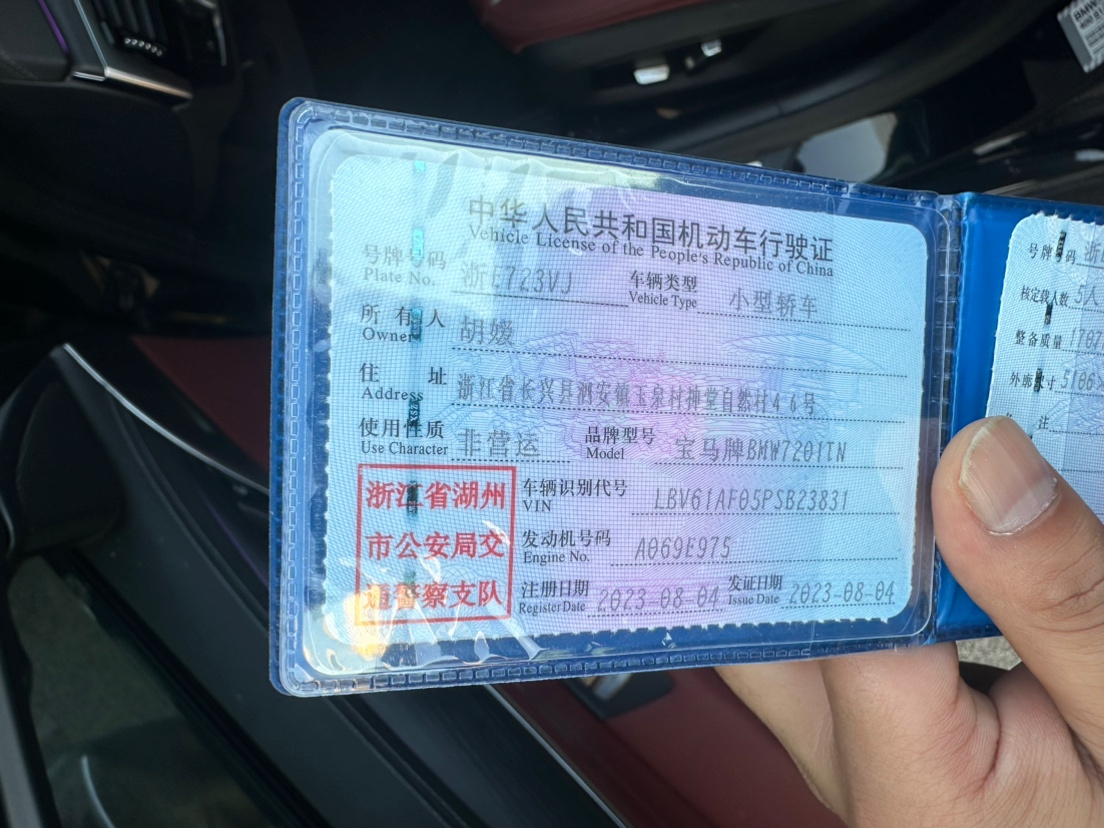 中华人民共和国机动车行驶证
Vehicle License of the People's Republic of China
号牌号码 浙E723VJ 车辆类型 小型轿车
Plate No. Vehicle Type
所有人 胡嫒
Owner
住址 浙江省长兴县泗安镇玉泉村神堂自然村46号
Address
使用性质 非营运 品牌型号 宝马牌BMW7201TN
Use Character Model
浙江省湖州
市公安局交
通警察支队
车辆识别代号 LBV61AF05PSB23831
VIN
发动机号码 A069E975
Engine No.
注册日期 2023-08-04 发证日期 2023-08-04
Register Date Issue Date
号牌号码 浙
核定载人数 5人
整备质量 1707
外廓尺寸 5106
注
BMW